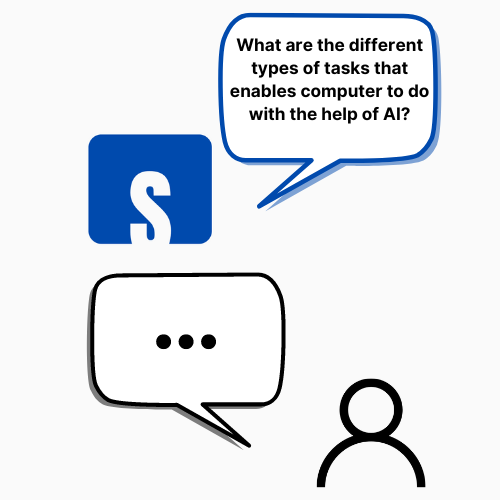 What are the different
types of tasks that
enables computer to do
with the help of AI?
S